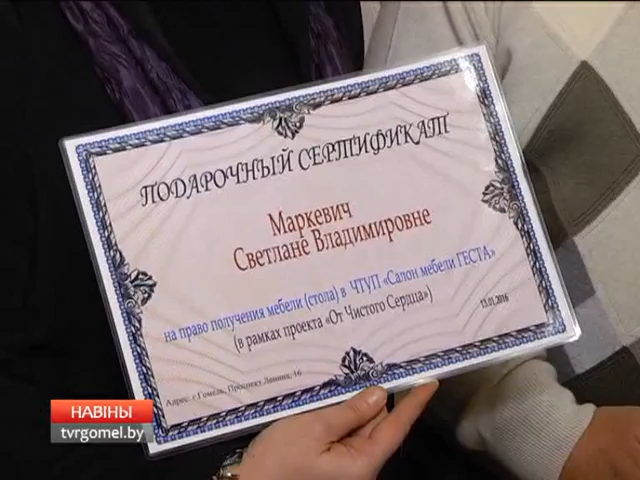 ПОДАРОЧНЫЙ СЕРТИФИКАТ
Маркевич
Светлане Владимировне
на право получения мебели (стола) в ЧТУП «Салон мебели ГЕСТА»
(в рамках проекта «От Чистого Сердца»)
13.01.2016
Адрес: г.Гомель, Проспект Ленина, 16
НАВІНЫ
tvrgomel.by